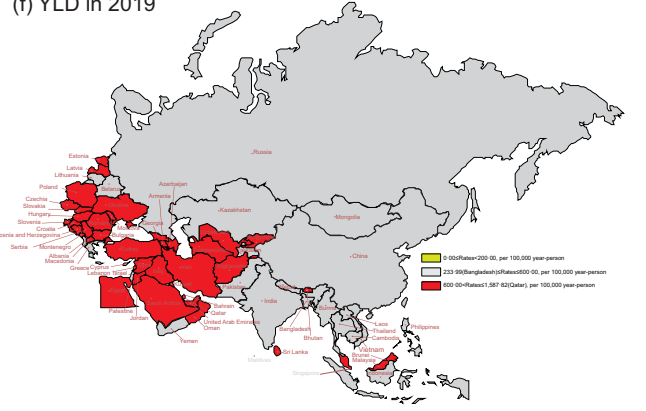 (f) YLD in 2019
Russia
Estonia
Latvia
Lithuania
Poland
Belarus
Czechia
Slovakia
Hungary
Slovenia
Croatia
ania and Herzegovina
Serbia
Montenegro
Albania
Macedonia
Greece
Cyprus
Lebanon
Israel
Bulgaria
Georgia
Armenia
Azerbaijan
Kazakhstan
Mongolia
China
Palestine
Jordan
Yemen
Bahrain
Qatar
United Arab Emirates
Oman
Pakistan
India
Bangladesh
Bhutan
Sri Lanka
Maldives
Singapore
Laos
Thailand
Cambodia
Vietnam
Brunei
Malaysia
Philippines
0·00≤Rates<200·00, per 100,000 year-person
233·99(Bangladesh)≤Rates≤600·00, per 100,000 year-person
600·00<Rates≤1,587·82(Qatar), per 100,000 year-person